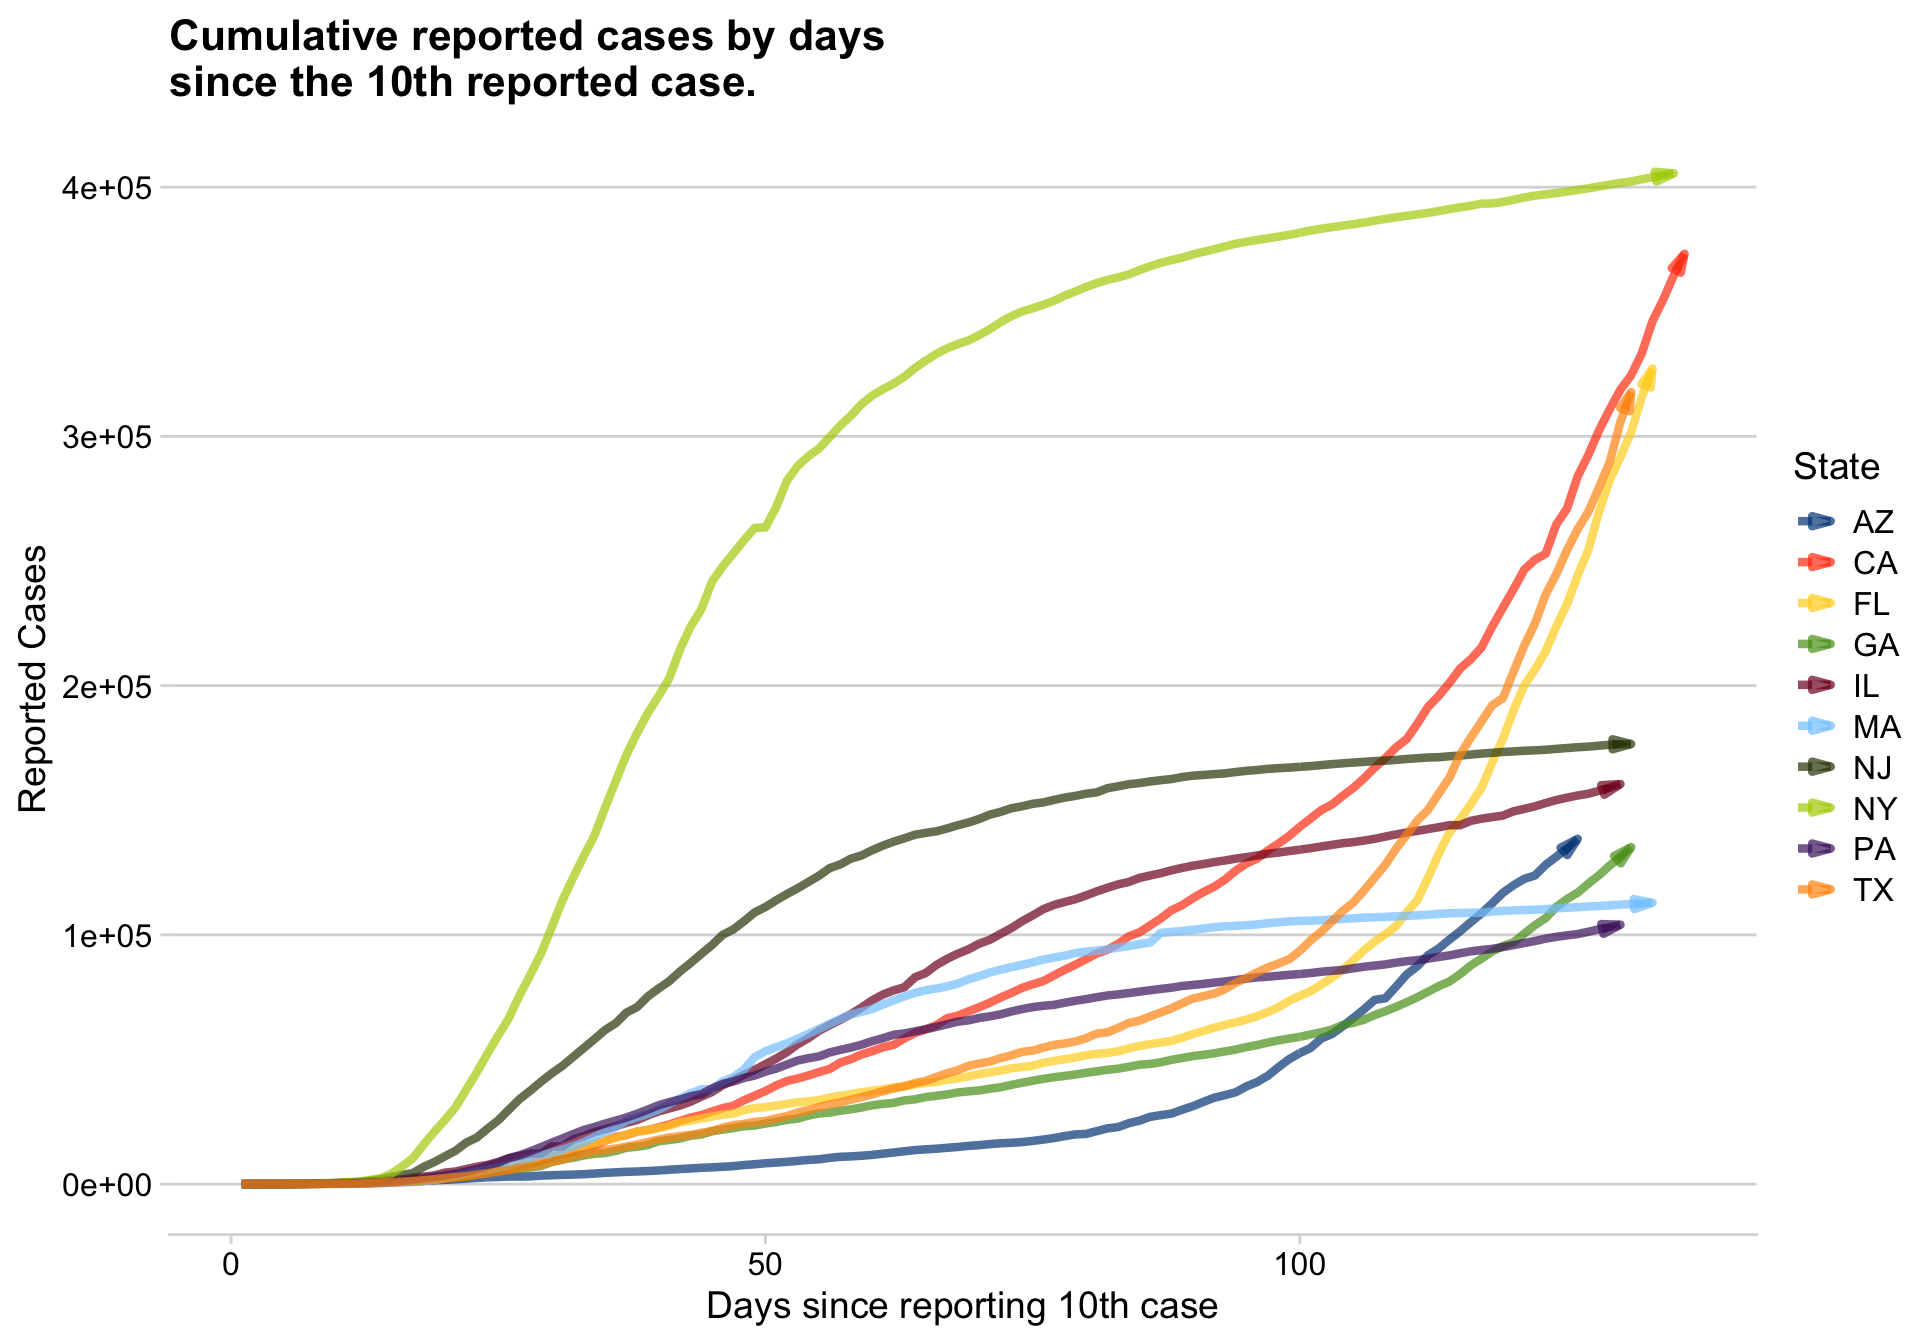 Cumulative reported cases by days
since the 10th reported case.
4e+05
3e+05
2e+05
1e+05
0e+00
Reported Cases
0
50
100
Days since reporting 10th case
State
AZ
CA
FL
GA
IL
MA
NJ
NY
PA
TX